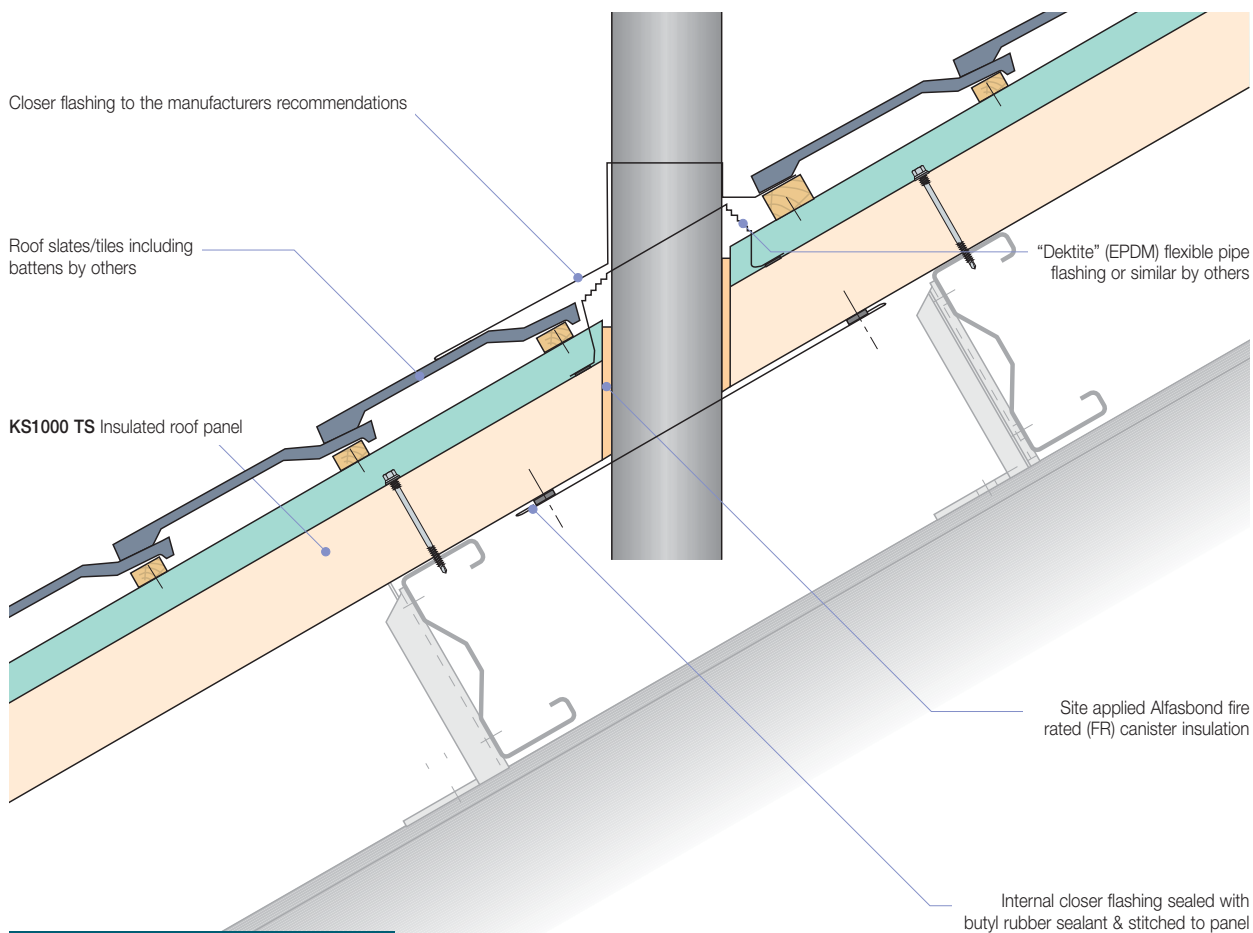 Closer flashing to the manufacturers recommendations
Roof slates/tiles including
battens by others
KS1000 TS Insulated roof panel
“Dektite” (EPDM) flexible pipe
flashing or similar by others
Site applied Alfasbond fire
rated (FR) canister insulation
Internal closer flashing sealed with
butyl rubber sealant & stitched to panel